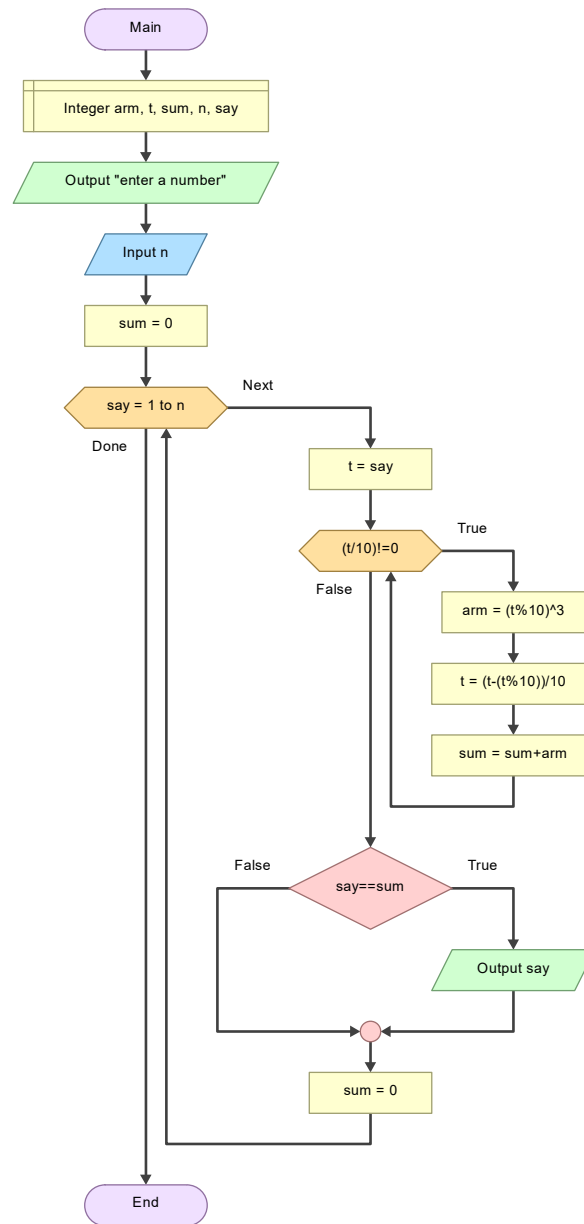 Main
Integer arm, t, sum, n, say
Output "enter a number"
Input n
sum = 0
say = 1 to n
Next
Done
t = say
(t/10)!=0
True
False
arm = (t%10)^3
t = (t-(t%10))/10
sum = sum+arm
say==sum
False
True
Output say
sum = 0
End